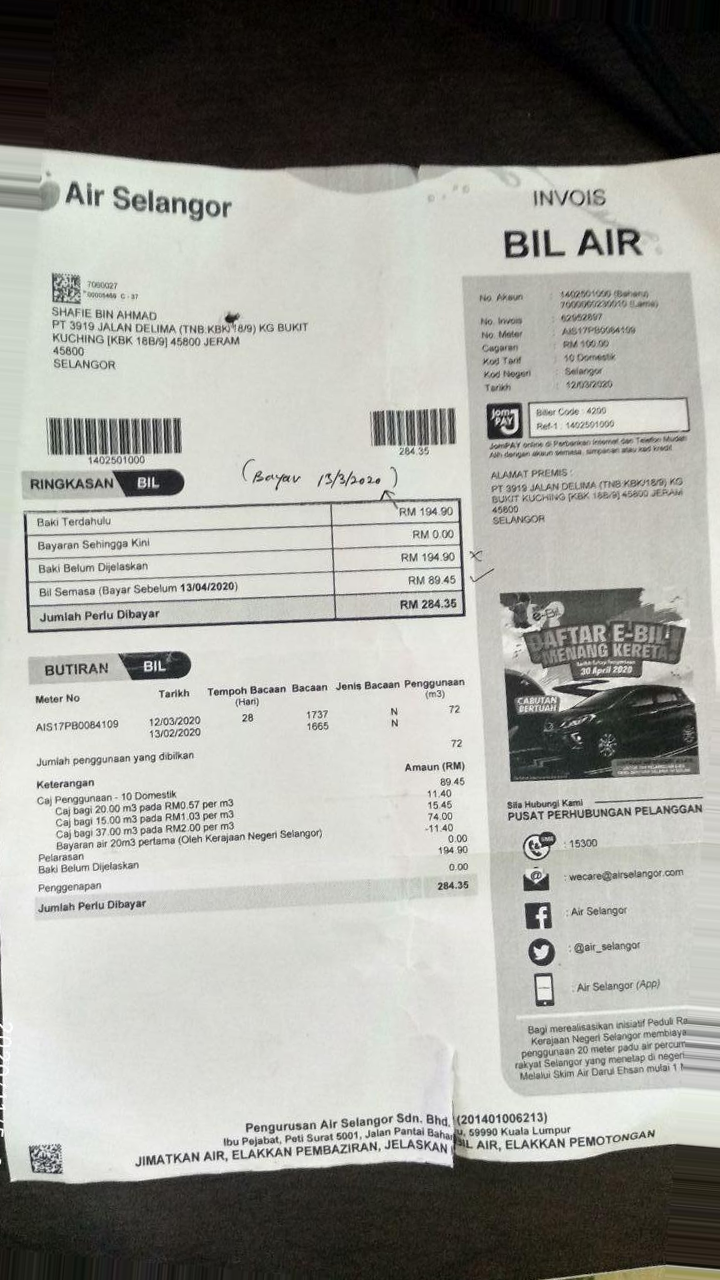 Air Selangor
INVOIS
BIL AIR
7000027
SHAFIE BIN AHMAD
PT 3919 JALAN DELIMA (TNB:KBK/18/9) KG BUKIT
KUCHING [KBK 18B/9] 45800 JERAM
45800
SELANGOR
1402501000
284.35
No. Akaun : 1402501000 (Baharu)
7000000230010 (Lama)
No. Invois : 62952897
No. Meter : AIS17PB0084109
Cagaran : RM 100.00
Kod Tarif : 10 Domestik
Kod Negeri : Selangor
Tarikh : 12/03/2020
Jom PAY
Biller Code : 4200
Ref-1 : 1402501000
JomPAY online di Perbankan Internet dan Telefon Mudah
Alih dengan akaun semasa, simpanan atau kad kredit
ALAMAT PREMIS :
PT 3919 JALAN DELIMA (TNB:KBK/18/9) KG
BUKIT KUCHING [KBK 18B/9] 45800 JERAM
45800
SELANGOR
RINGKASAN BIL
(Bayar 13/3/2020)
Baki Terdahulu RM 194.90
Bayaran Sehingga Kini RM 0.00
Baki Belum Dijelaskan RM 194.90
Bil Semasa (Bayar Sebelum 13/04/2020) RM 89.45
Jumlah Perlu Dibayar RM 284.35
e-Bil
DAFTAR E-BIL
MENANG KERETA!
30 April 2020
CABUTAN
BERTUAH
BUTIRAN BIL
Meter No Tarikh Tempoh Bacaan Bacaan Jenis Bacaan Penggunaan
(Hari) (m3)
AIS17PB0084109 12/03/2020 28 1737 N 72
13/02/2020 1665 N
Jumlah penggunaan yang dibilkan 72
Keterangan Amaun (RM)
Caj Penggunaan - 10 Domestik 89.45
Caj bagi 20.00 m3 pada RM0.57 per m3 11.40
Caj bagi 15.00 m3 pada RM1.03 per m3 15.45
Caj bagi 37.00 m3 pada RM2.00 per m3 74.00
Bayaran air 20m3 pertama (Oleh Kerajaan Negeri Selangor) -11.40
Pelarasan 0.00
Baki Belum Dijelaskan 194.90
Penggenapan 0.00
Jumlah Perlu Dibayar 284.35
Sila Hubungi Kami
PUSAT PERHUBUNGAN PELANGGAN
: 15300
: wecare@airselangor.com
: Air Selangor
: @air_selangor
: Air Selangor (App)
Bagi merealisasikan inisiatif Peduli Ra
Kerajaan Negeri Selangor membiaya
penggunaan 20 meter padu air percum
rakyat Selangor yang menetap di negeri
Melalui Skim Air Darul Ehsan mulai 1
Pengurusan Air Selangor Sdn. Bhd. (201401006213)
Ibu Pejabat, Peti Surat 5001, Jalan Pantai Baharu, 59990 Kuala Lumpur
JIMATKAN AIR, ELAKKAN PEMBAZIRAN, JELASKAN BIL AIR, ELAKKAN PEMOTONGAN